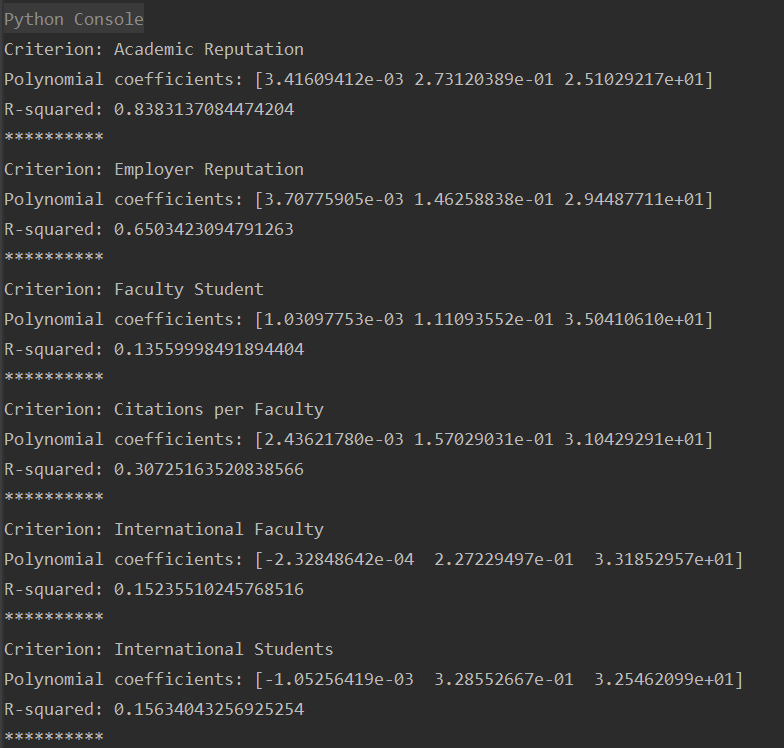 Python Console
Criterion: Academic Reputation
Polynomial coefficients: [3.41609412e-03 2.73120389e-01 2.51029217e+01]
R-squared: 0.8383137084474204
**********
Criterion: Employer Reputation
Polynomial coefficients: [3.70775905e-03 1.46258838e-01 2.94487711e+01]
R-squared: 0.6503423094791263
**********
Criterion: Faculty Student
Polynomial coefficients: [1.03097753e-03 1.11093552e-01 3.50410610e+01]
R-squared: 0.13559998491894404
**********
Criterion: Citations per Faculty
Polynomial coefficients: [2.43621780e-03 1.57029031e-01 3.10429291e+01]
R-squared: 0.30725163520838566
**********
Criterion: International Faculty
Polynomial coefficients: [-2.32848642e-04  2.27229497e-01  3.31852957e+01]
R-squared: 0.15235510245768516
**********
Criterion: International Students
Polynomial coefficients: [-1.05256419e-03  3.28552667e-01  3.25462099e+01]
R-squared: 0.15634043256925254
**********